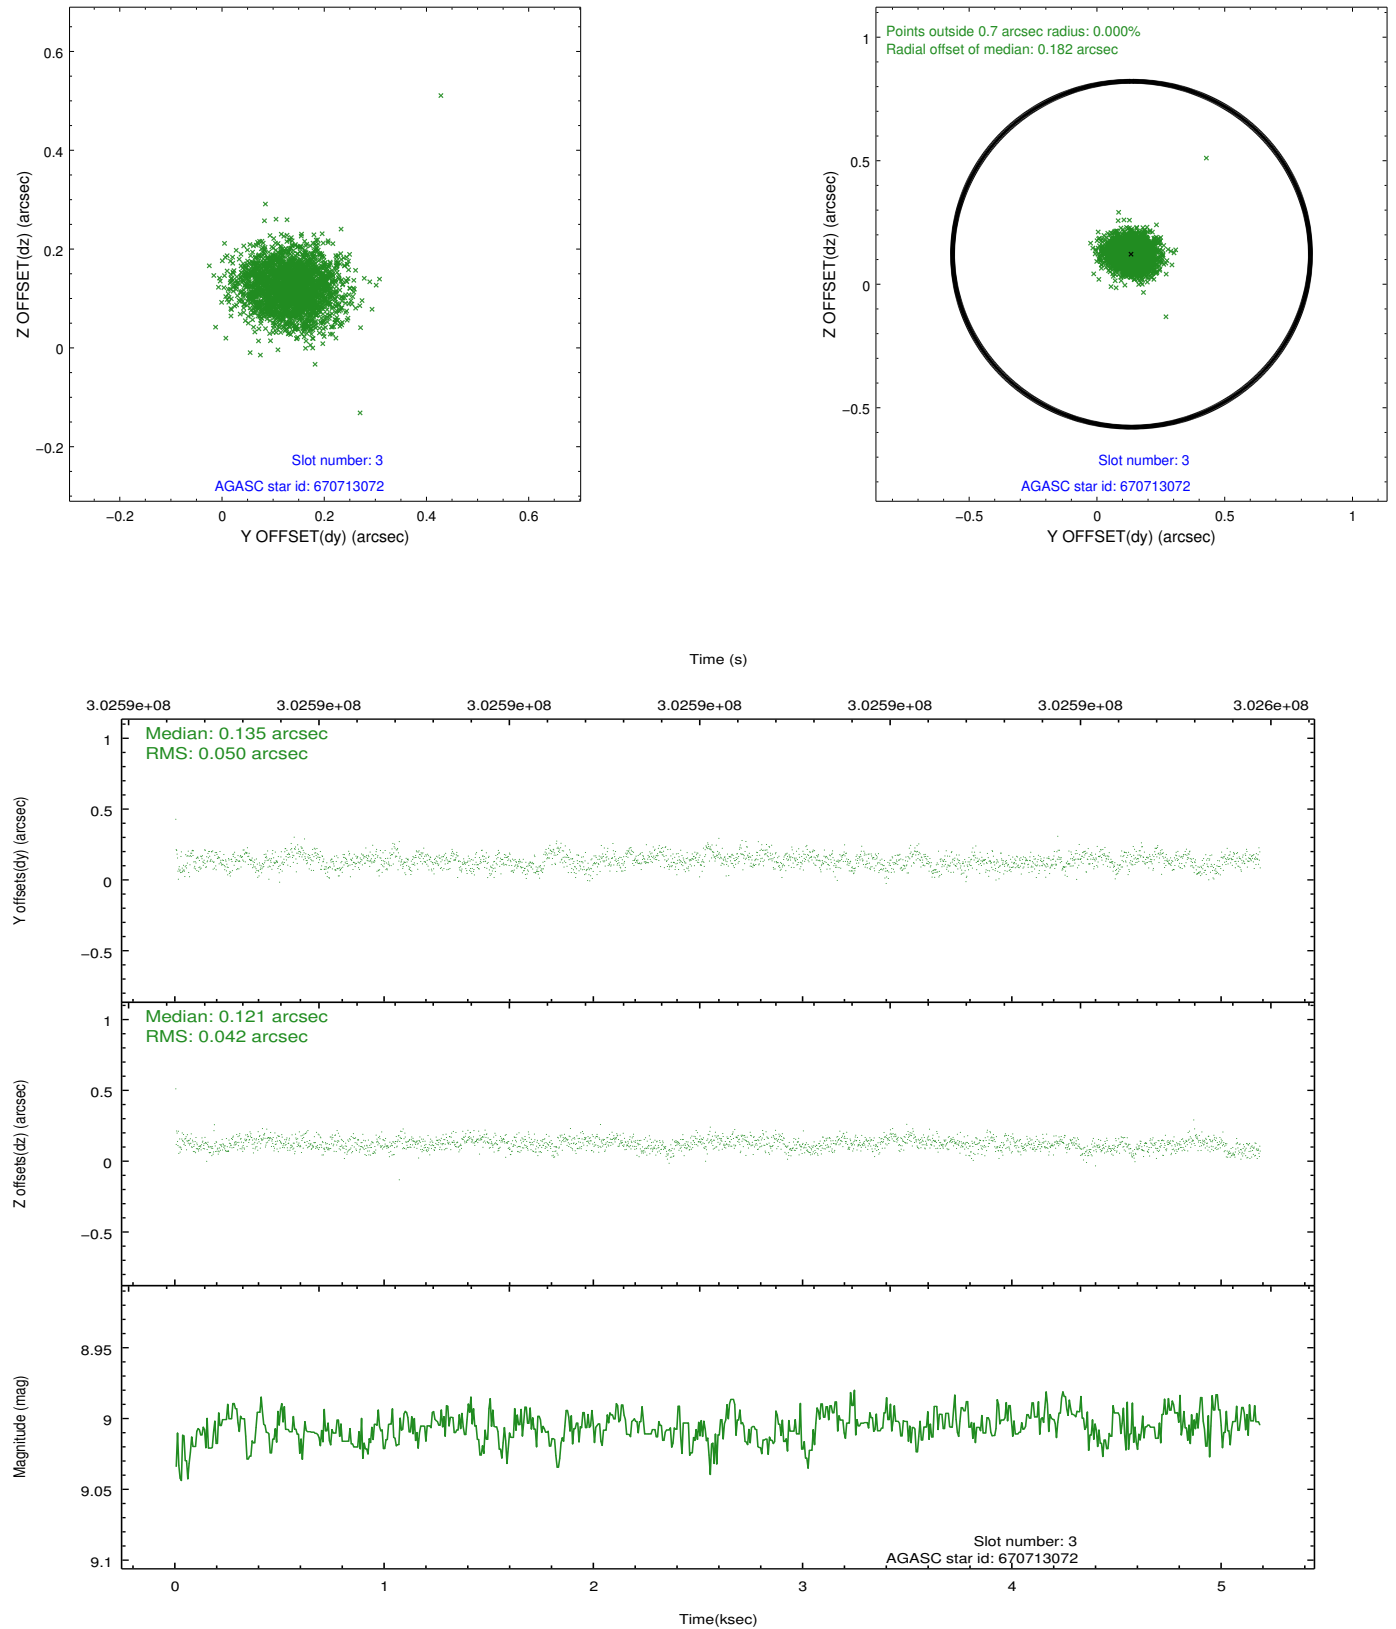 0.6
0.4
0.2
0
−0.2
Z OFFSET(dz) (arcsec)
Slot number: 3
AGASC star id: 670713072
−0.2 0 0.2 0.4 0.6
Y OFFSET(dy) (arcsec)
Points outside 0.7 arcsec radius: 0.000%
Radial offset of median: 0.182 arcsec
1
0.5
0
−0.5
Z OFFSET(dz) (arcsec)
Slot number: 3
AGASC star id: 670713072
−0.5 0 0.5 1
Y OFFSET(dy) (arcsec)
Time (s)
3.0259e+08 3.0259e+08 3.0259e+08 3.0259e+08 3.0259e+08 3.0259e+08 3.026e+08
Median: 0.135 arcsec
RMS: 0.050 arcsec
1
0.5
0
−0.5
Y offsets(dy) (arcsec)
Median: 0.121 arcsec
RMS: 0.042 arcsec
1
0.5
0
−0.5
Z offsets(dz) (arcsec)
8.95
9
9.05
9.1
Magnitude (mag)
Slot number: 3
AGASC star id: 670713072
0 1 2 3 4 5
Time(ksec)